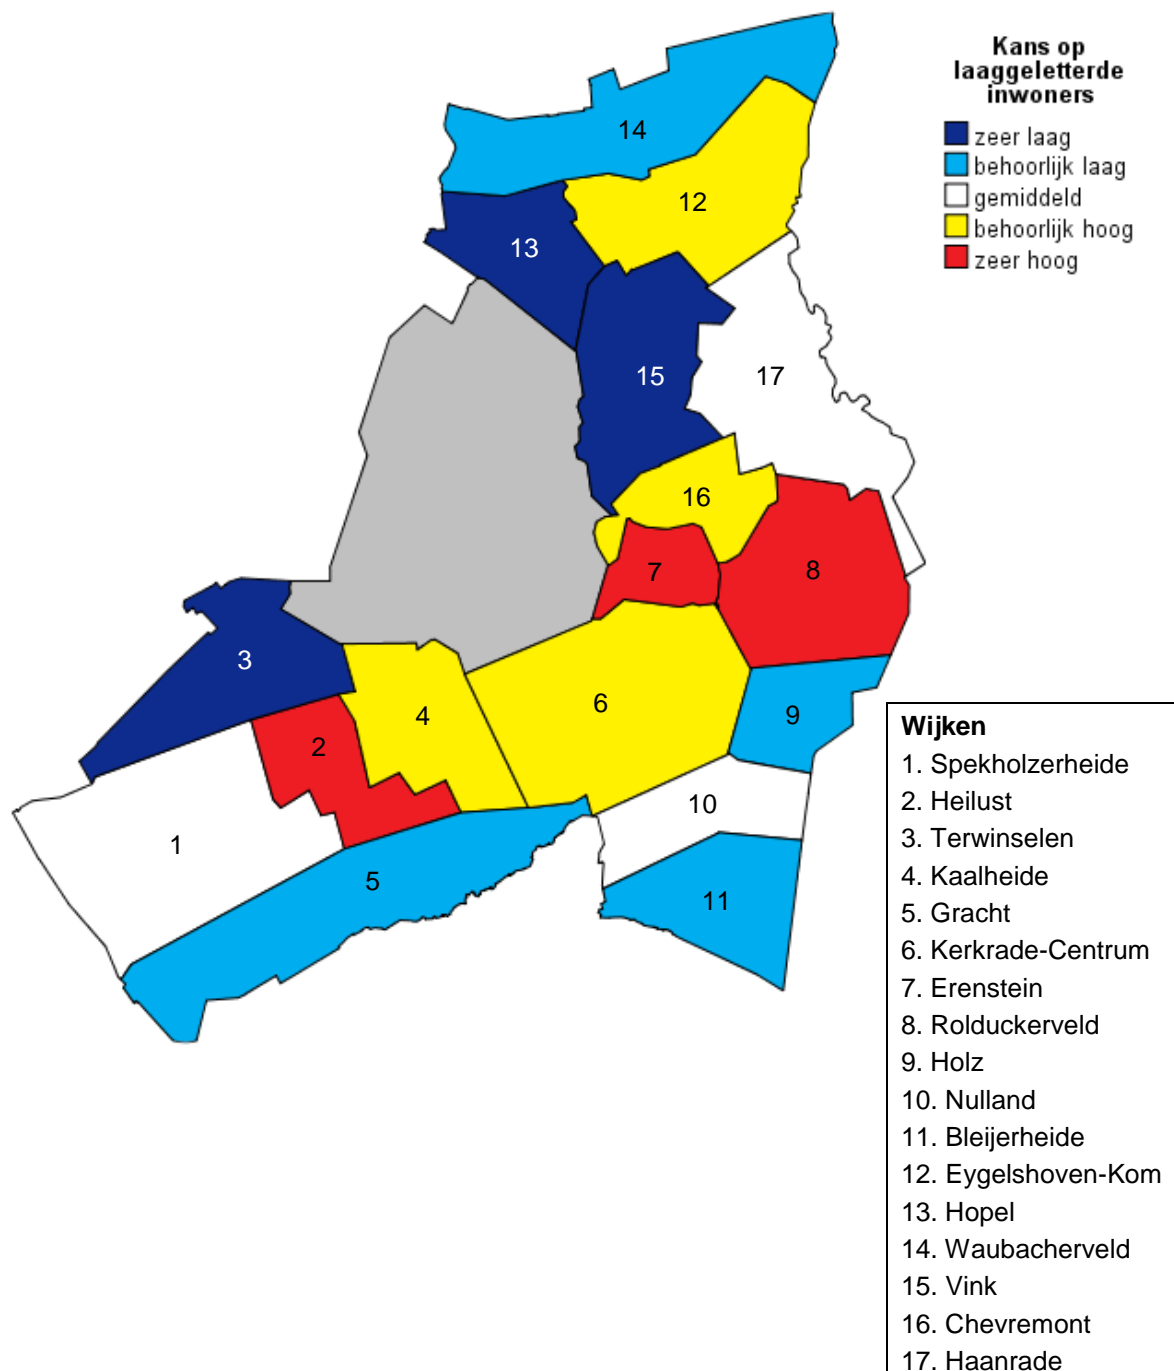 Kans op
laaggeletterde
inwoners
zeer laag
behoorlijk laag
gemiddeld
behoorlijk hoog
zeer hoog
14
12
13
15
17
16
7
8
3
4
6
9
2
10
1
5
11
Wijken
1. Spekholzerheide
2. Heilust
3. Terwinselen
4. Kaalheide
5. Gracht
6. Kerkrade-Centrum
7. Erenstein
8. Rolduckerveld
9. Holz
10. Nulland
11. Bleijerheide
12. Eygelshoven-Kom
13. Hopel
14. Waubacherveld
15. Vink
16. Chevremont
17. Haanrade